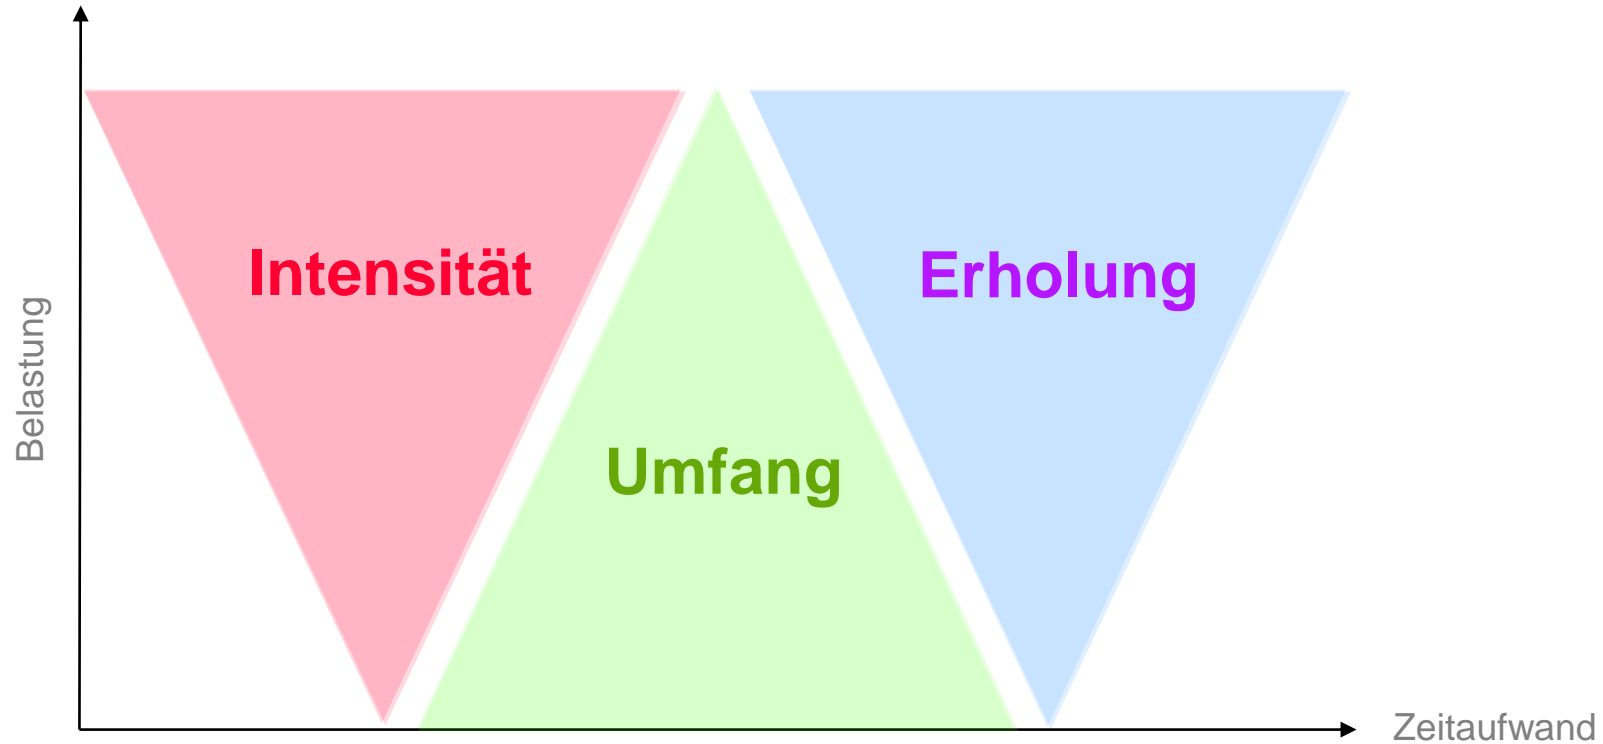 Belastung
Intensität
Umfang
Erholung
Zeitaufwand